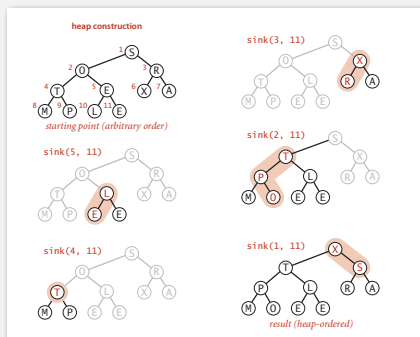 heap construction
1 S
2 O 3 R
4 T 5 E 6 X 7 A
8 M 9 P 10 L 11 E
starting point (arbitrary order)
sink(5, 11)
S
O R
T L X A
M P E E
sink(4, 11)
S
O R
T L X A
M P E E
sink(3, 11)
S
O X
T L R A
M P E E
sink(2, 11)
S
T X
P L R A
M O E E
sink(1, 11)
X
T S
P L R A
M O E E
result (heap-ordered)